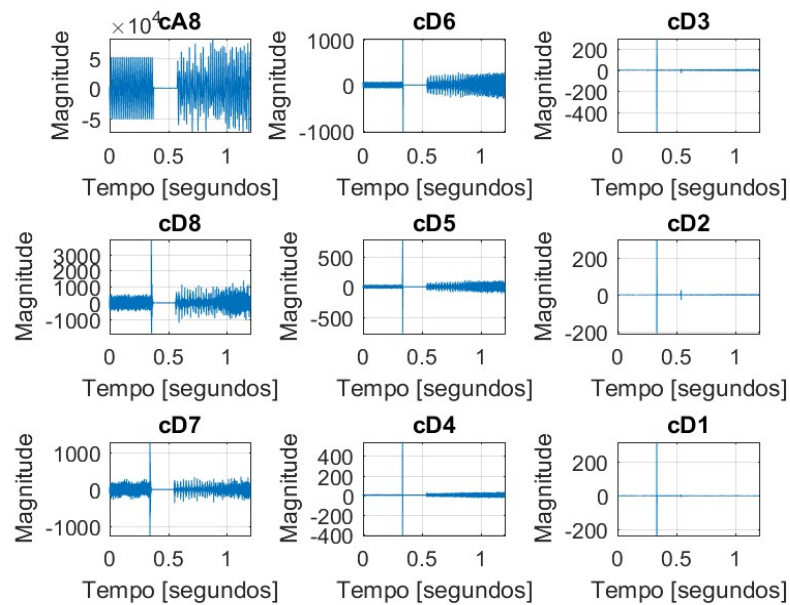 ×10⁴
cA8
Magnitude
5
0
-5
0 0.5 1
Tempo [segundos]
cD6
Magnitude
1000
0
-1000
0 0.5 1
Tempo [segundos]
cD3
Magnitude
200
0
-200
-400
0 0.5 1
Tempo [segundos]
cD8
Magnitude
3000
2000
1000
0
-1000
0 0.5 1
Tempo [segundos]
cD5
Magnitude
500
0
-500
0 0.5 1
Tempo [segundos]
cD2
Magnitude
200
0
-200
0 0.5 1
Tempo [segundos]
cD7
Magnitude
1000
0
-1000
0 0.5 1
Tempo [segundos]
cD4
Magnitude
400
200
0
-200
-400
0 0.5 1
Tempo [segundos]
cD1
Magnitude
200
0
-200
0 0.5 1
Tempo [segundos]